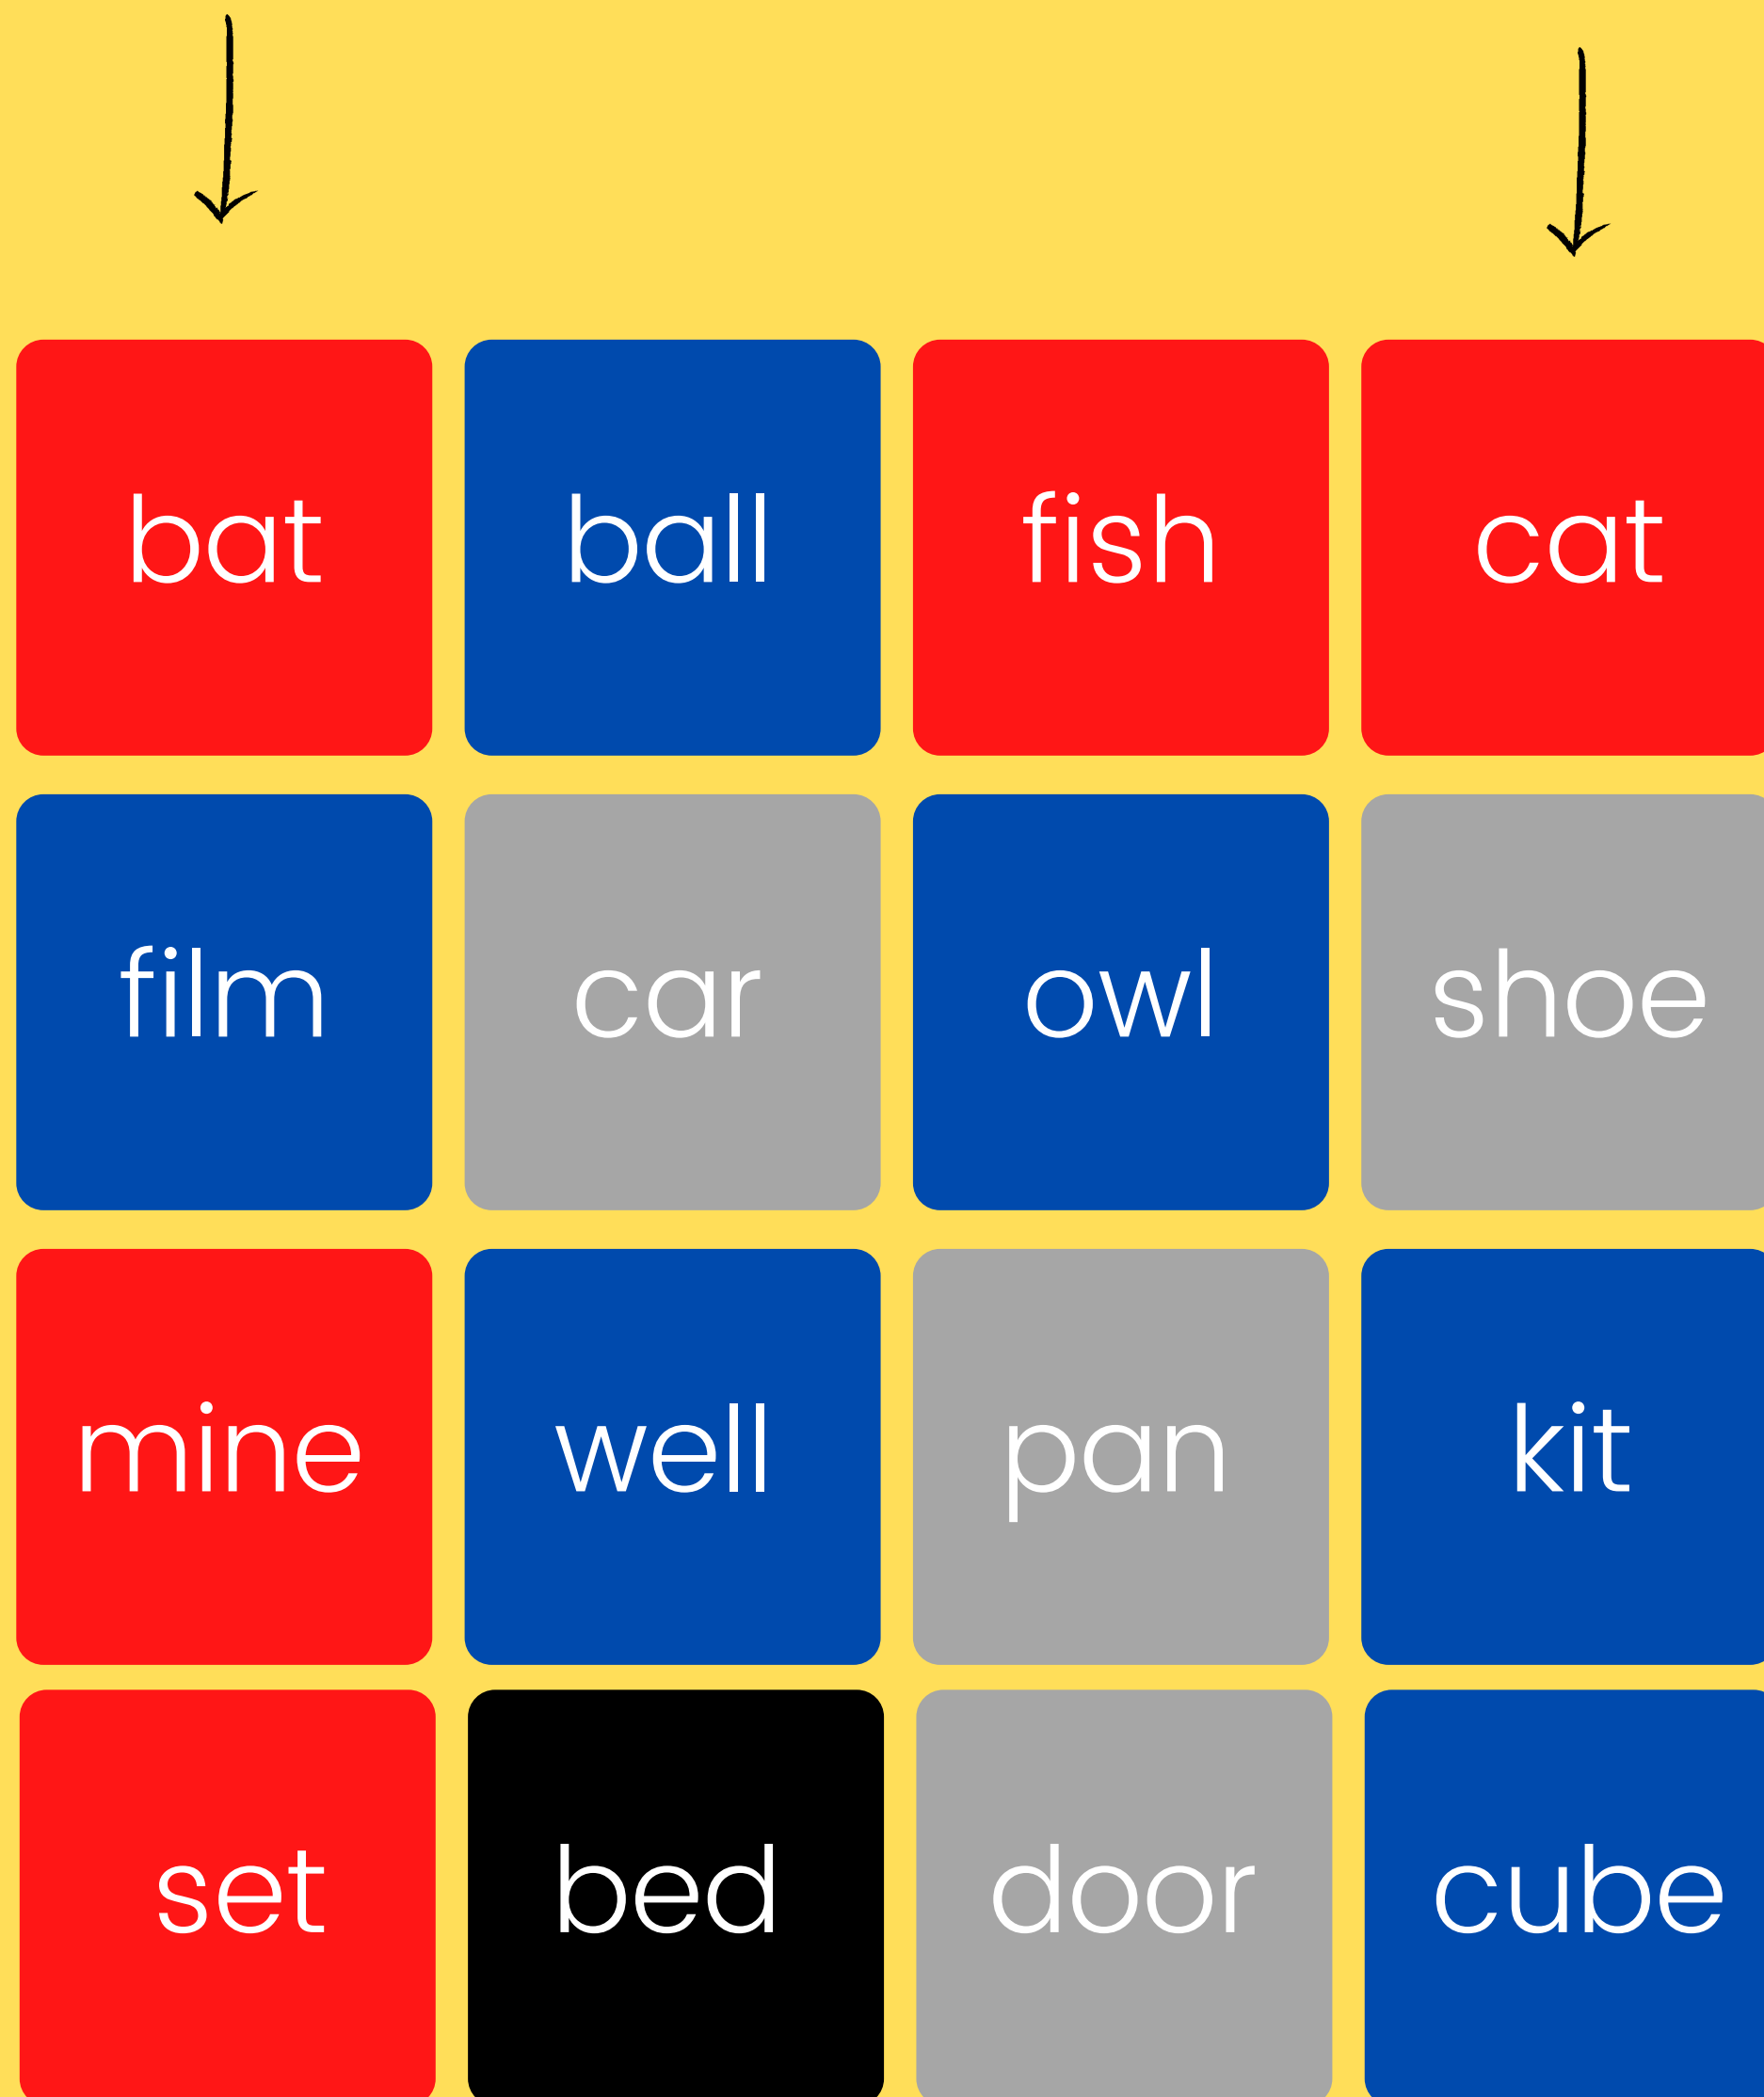 bat ball fish cat
film car owl shoe
mine well pan kit
set bed door cube